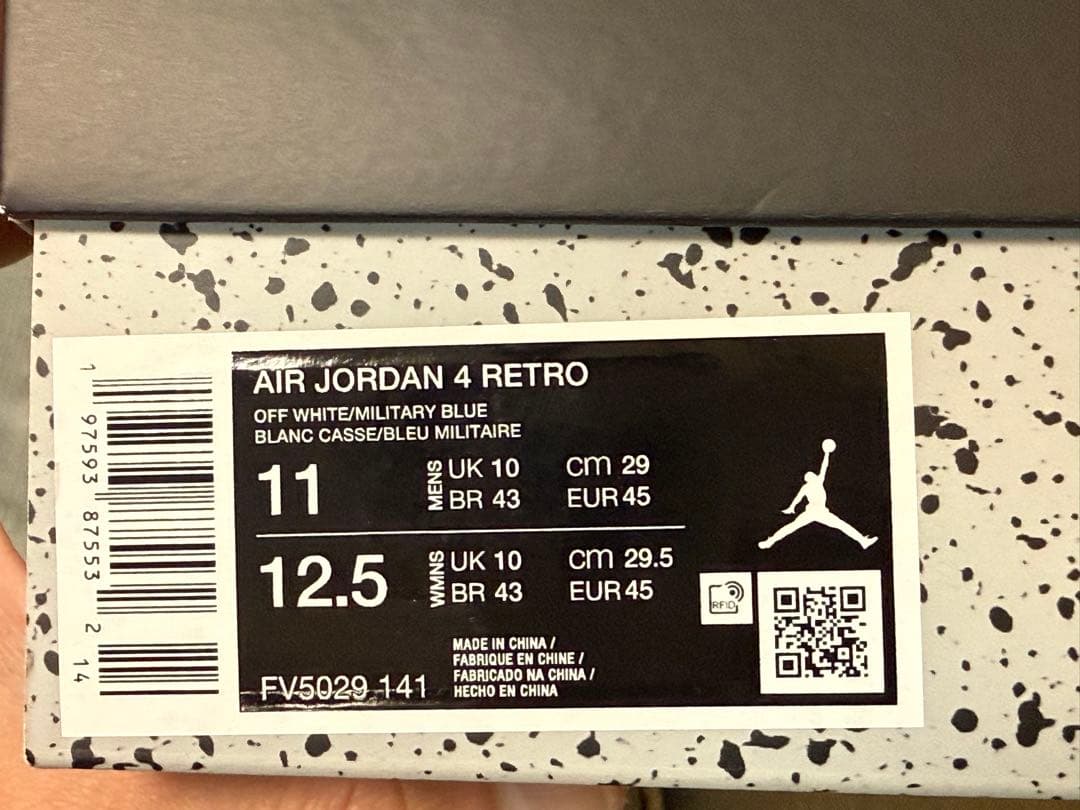 AIR JORDAN 4 RETRO
OFF WHITE/MILITARY BLUE
BLANC CASSE/BLEU MILITAIRE
11 MENS UK 10 cm 29
BR 43 EUR 45
12.5 WMNS UK 10 cm 29.5
BR 43 EUR 45
RFID
MADE IN CHINA /
FABRIQUE EN CHINE /
FABRICADO NA CHINA /
HECHO EN CHINA
FV5029 141
1 97593 87553 2 14